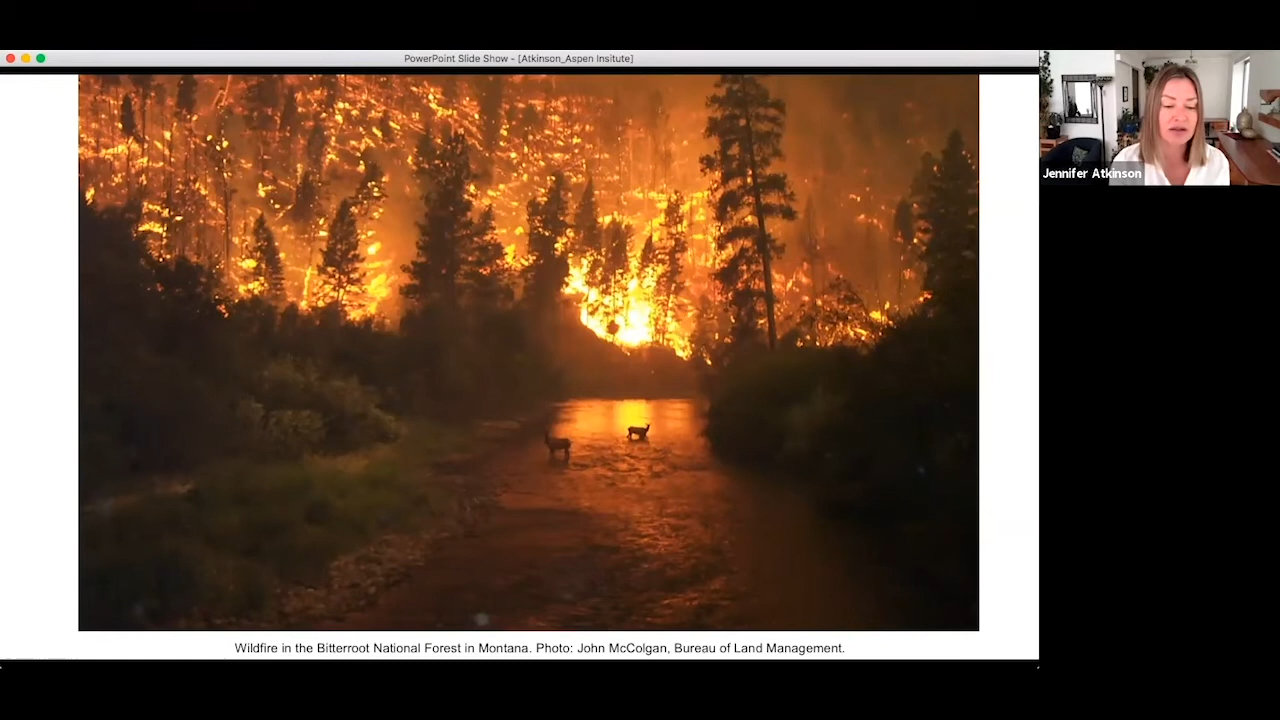 PowerPoint Slide Show - [Atkinson_Aspen Insitute]
Jennifer Atkinson
Wildfire in the Bitterroot National Forest in Montana. Photo: John McColgan, Bureau of Land Management.